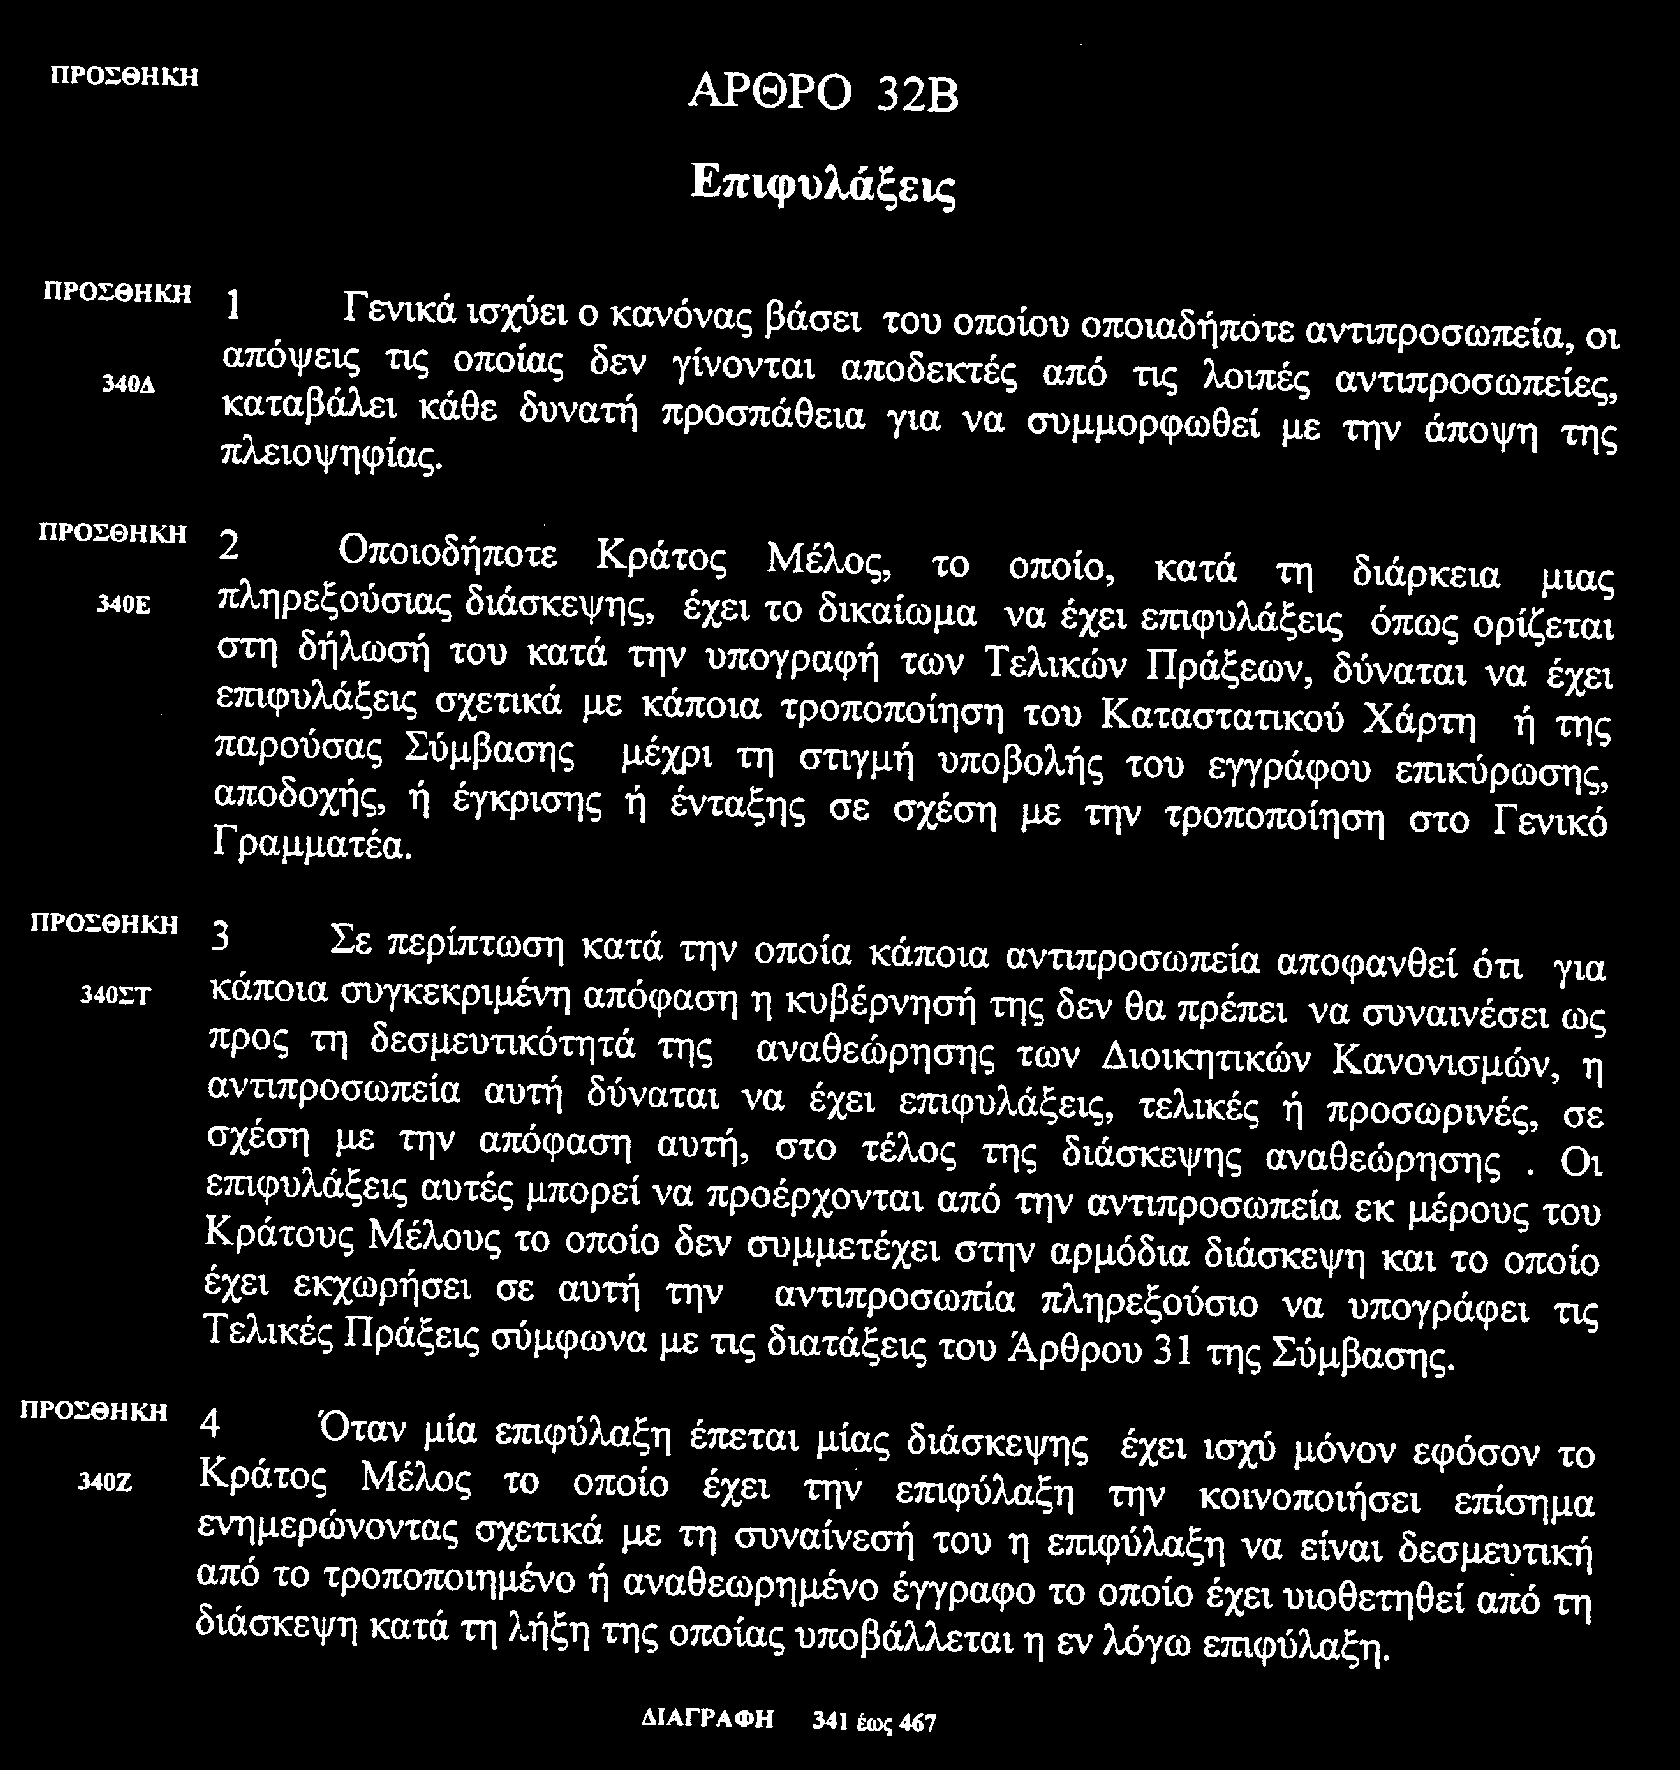 ΠΡΟΣΘΗΚΗ ΑΡΘΡΟ 32Β
Επιφυλάξεις
ΠΡΟΣΘΗΚΗ 1 Γενικά ισχύει ο κανόνας βάσει του οποίου οποιαδήποτε αντιπροσωπεία, οι
απόψεις τις οποίας δεν γίνονται αποδεκτές από τις λοιπές αντιπροσωπείες,
340Δ καταβάλει κάθε δυνατή προσπάθεια για να συμμορφωθεί με την άποψη της
πλειοψηφίας.
ΠΡΟΣΘΗΚΗ 2 Οποιοδήποτε Κράτος Μέλος, το οποίο, κατά τη διάρκεια μιας
340Ε πληρεξούσιας διάσκεψης, έχει το δικαίωμα να έχει επιφυλάξεις όπως ορίζεται
στη δήλωσή του κατά την υπογραφή των Τελικών Πράξεων, δύναται να έχει
επιφυλάξεις σχετικά με κάποια τροποποίηση του Καταστατικού Χάρτη ή της
παρούσας Σύμβασης μέχρι τη στιγμή υποβολής του εγγράφου επικύρωσης,
αποδοχής, ή έγκρισης ή ένταξης σε σχέση με την τροποποίηση στο Γενικό
Γραμματέα.
ΠΡΟΣΘΗΚΗ 3 Σε περίπτωση κατά την οποία κάποια αντιπροσωπεία αποφανθεί ότι για
340ΣΤ κάποια συγκεκριμένη απόφαση η κυβέρνησή της δεν θα πρέπει να συναινέσει ως
προς τη δεσμευτικότητά της αναθεώρησης των Διοικητικών Κανονισμών, η
αντιπροσωπεία αυτή δύναται να έχει επιφυλάξεις, τελικές ή προσωρινές, σε
σχέση με την απόφαση αυτή, στο τέλος της διάσκεψης αναθεώρησης . Οι
επιφυλάξεις αυτές μπορεί να προέρχονται από την αντιπροσωπεία εκ μέρους του
Κράτους Μέλους το οποίο δεν συμμετέχει στην αρμόδια διάσκεψη και το οποίο
έχει εκχωρήσει σε αυτή την αντιπροσωπία πληρεξούσιο να υπογράφει τις
Τελικές Πράξεις σύμφωνα με τις διατάξεις του Άρθρου 31 της Σύμβασης.
ΠΡΟΣΘΗΚΗ 4 Όταν μία επιφύλαξη έπεται μίας διάσκεψης έχει ισχύ μόνον εφόσον το
340Ζ Κράτος Μέλος το οποίο έχει την επιφύλαξη την κοινοποιήσει επίσημα
ενημερώνοντας σχετικά με τη συναίνεσή του η επιφύλαξη να είναι δεσμευτική
από το τροποποιημένο ή αναθεωρημένο έγγραφο το οποίο έχει υιοθετηθεί από τη
διάσκεψη κατά τη λήξη της οποίας υποβάλλεται η εν λόγω επιφύλαξη.
ΔΙΑΓΡΑΦΗ 341 έως 467